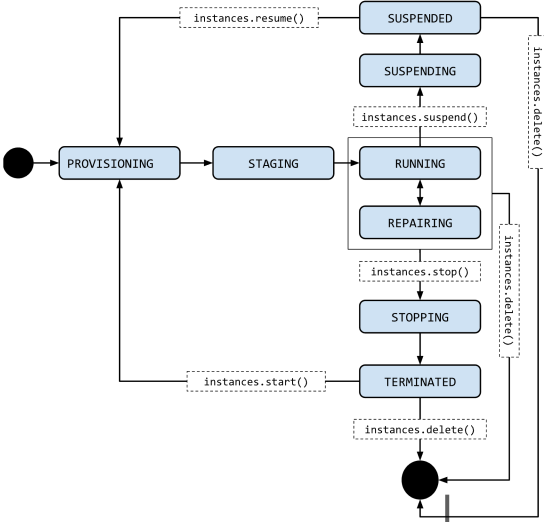 instances.resume()
SUSPENDED
SUSPENDING
instances.delete()
instances.suspend()
PROVISIONING
STAGING
RUNNING
REPAIRING
instances.delete()
instances.stop()
STOPPING
instances.start()
TERMINATED
instances.delete()